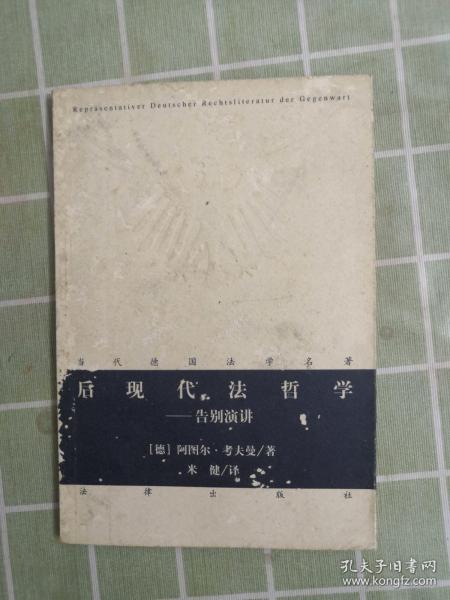 Repräsentativer Deutscher Rechtsliteratur der Gegenwart
当代德国法学名著
后现代法哲学
——告别演讲
[德]阿图尔·考夫曼/著
米健/译
法律出版社
孔夫子旧书网
www.kongfz.com